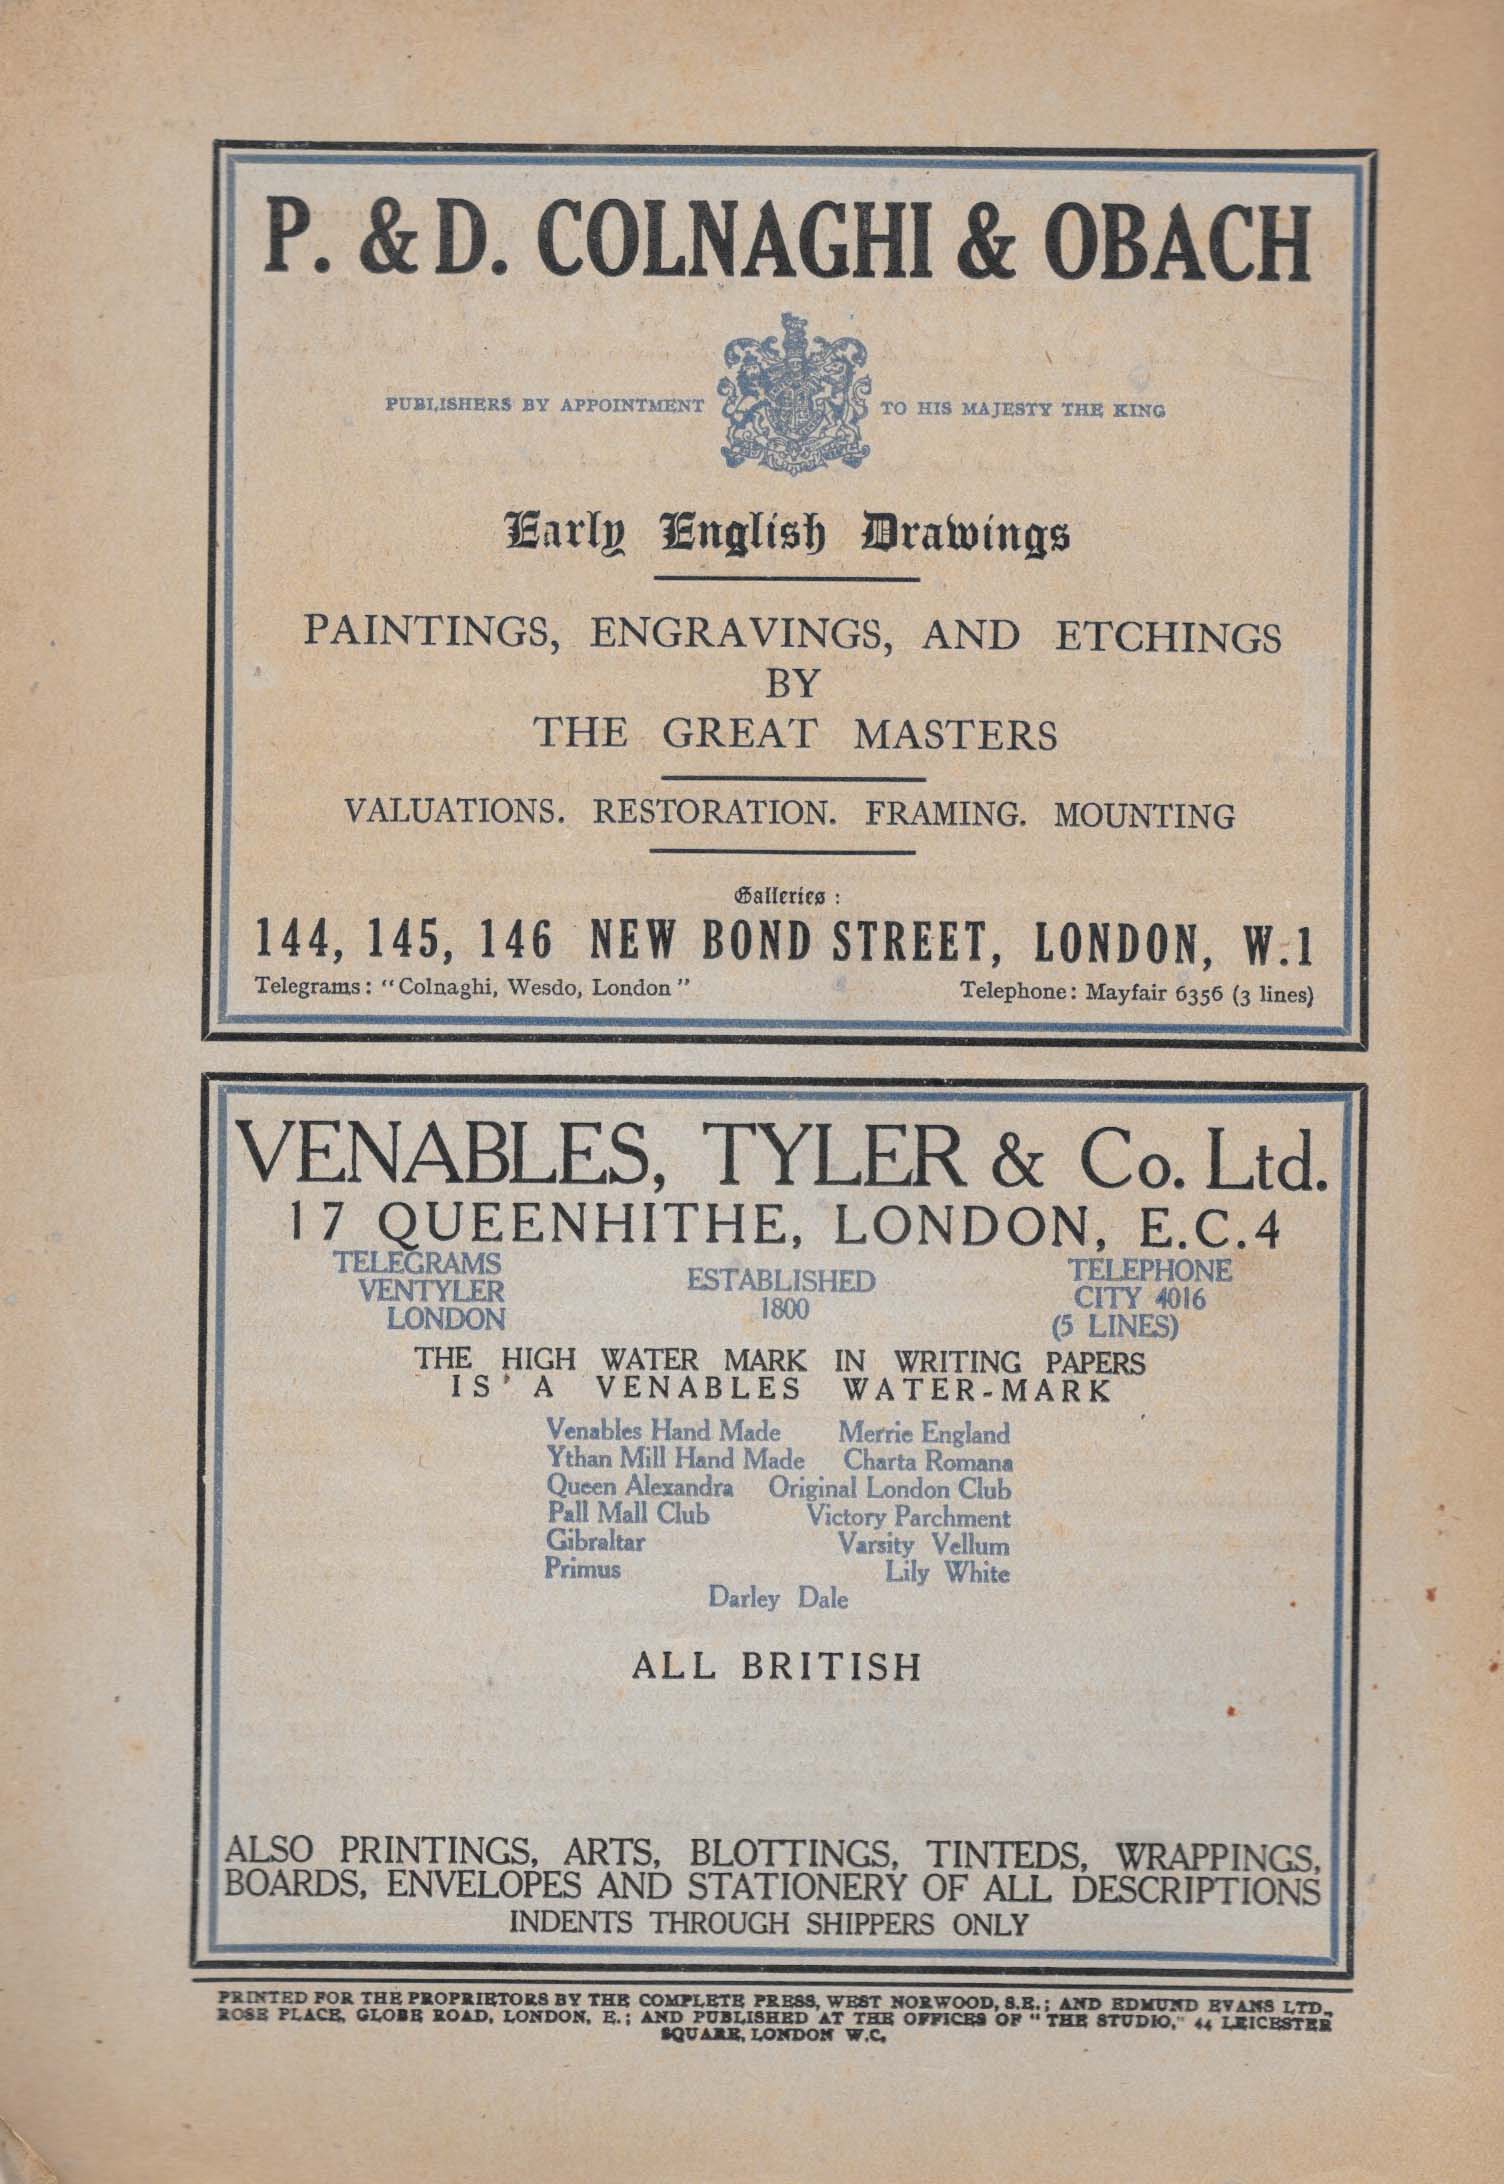 P. & D. COLNAGHI & OBACH
PUBLISHERS BY APPOINTMENT TO HIS MAJESTY THE KING
Early English Drawings
PAINTINGS, ENGRAVINGS, AND ETCHINGS
BY
THE GREAT MASTERS
VALUATIONS. RESTORATION. FRAMING. MOUNTING
Galleries :
144, 145, 146 NEW BOND STREET, LONDON, W.1
Telegrams: "Colnaghi, Wesdo, London" Telephone: Mayfair 6356 (3 lines)
VENABLES, TYLER & Co. Ltd.
17 QUEENHITHE, LONDON, E.C.4
TELEGRAMS
VENTYLER
LONDON
ESTABLISHED
1800
TELEPHONE
CITY 4016
(5 LINES)
THE HIGH WATER MARK IN WRITING PAPERS
IS A VENABLES WATER-MARK
Venables Hand Made Merrie England
Ythan Mill Hand Made Charta Romana
Queen Alexandra Original London Club
Pall Mall Club Victory Parchment
Gibraltar Varsity Vellum
Primus Lily White
Darley Dale
ALL BRITISH
ALSO PRINTINGS, ARTS, BLOTTINGS, TINTEDS, WRAPPINGS,
BOARDS, ENVELOPES AND STATIONERY OF ALL DESCRIPTIONS
INDENTS THROUGH SHIPPERS ONLY
PRINTED FOR THE PROPRIETORS BY THE COMPLETE PRESS, WEST NORWOOD, S.E.; AND EDMUND EVANS LTD.,
ROSE PLACE, GLOBE ROAD, LONDON, E.; AND PUBLISHED AT THE OFFICES OF "THE STUDIO," 44 LEICESTER
SQUARE, LONDON W.C.